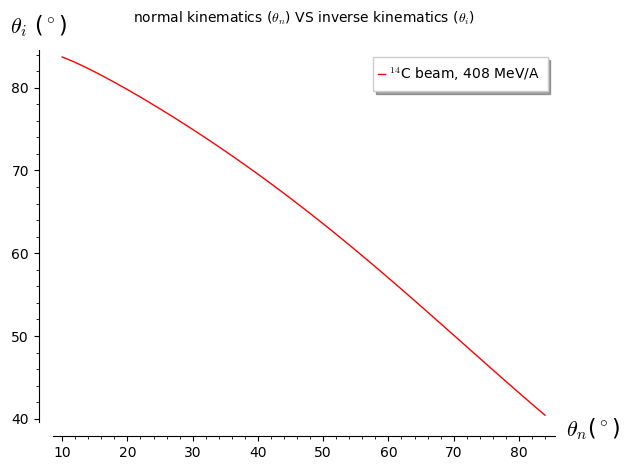 normal kinematics (θₙ) VS inverse kinematics (θᵢ)
θᵢ (°)
¹⁴C beam, 408 MeV/A
80
70
60
50
40
10 20 30 40 50 60 70 80
θₙ(°)